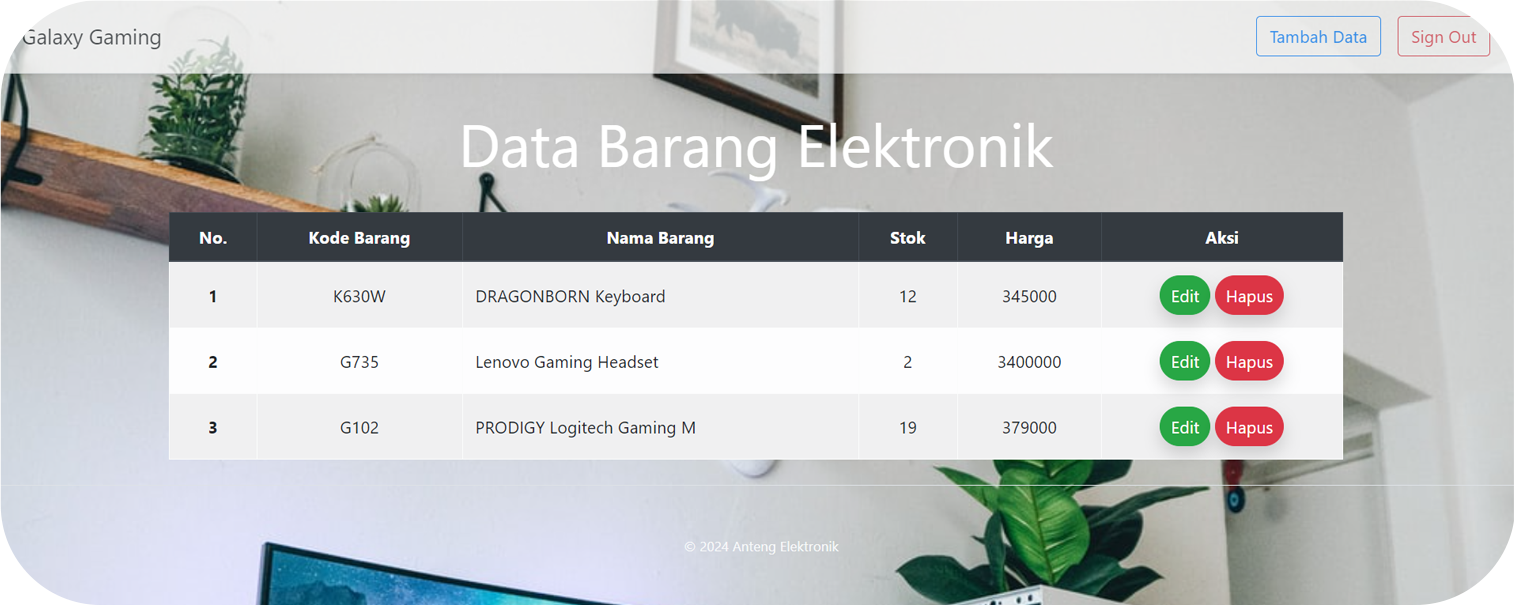 Galaxy Gaming Tambah Data Sign Out
Data Barang Elektronik
No. Kode Barang Nama Barang Stok Harga Aksi
1 K630W DRAGONBORN Keyboard 12 345000 Edit Hapus
2 G735 Lenovo Gaming Headset 2 3400000 Edit Hapus
3 G102 PRODIGY Logitech Gaming M 19 379000 Edit Hapus
© 2024 Anteng Elektronik